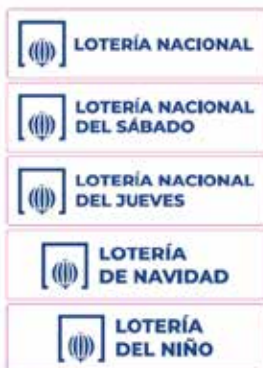 LOTERÍA NACIONAL
LOTERÍA NACIONAL
DEL SÁBADO
LOTERÍA NACIONAL
DEL JUEVES
LOTERÍA
DE NAVIDAD
LOTERÍA
DEL NIÑO